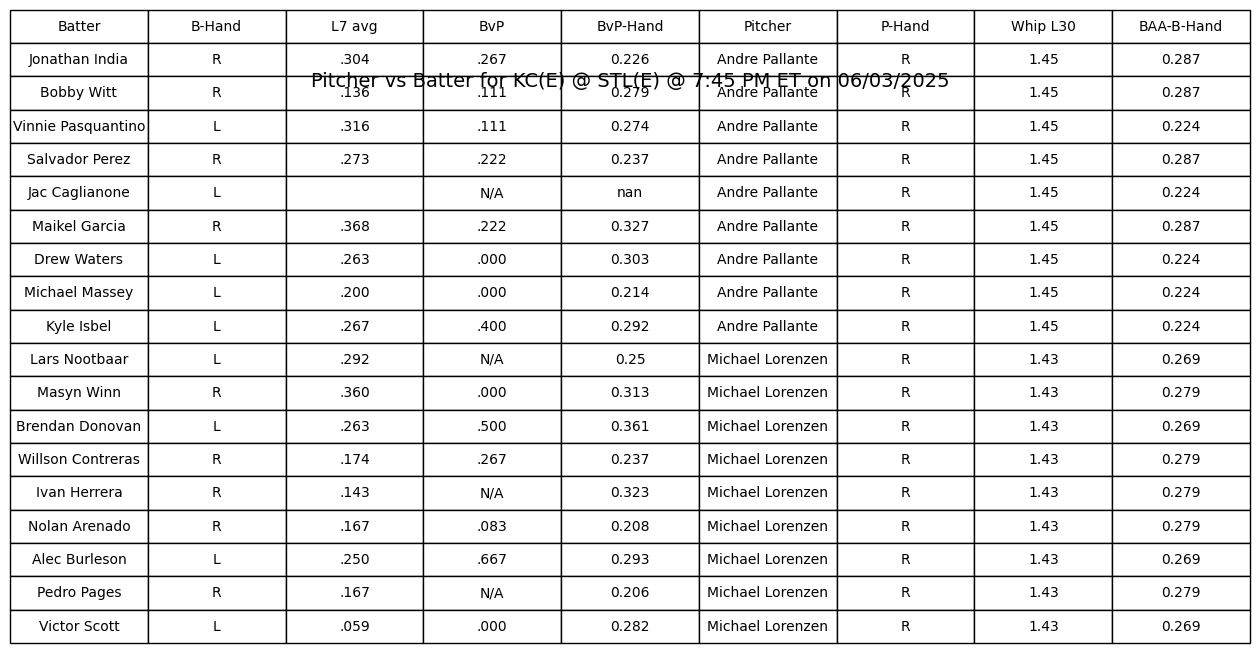 Batter B-Hand L7 avg BvP BvP-Hand Pitcher P-Hand Whip L30 BAA-B-Hand
Jonathan India R .304 .267 0.226 Andre Pallante R 1.45 0.287
Pitcher vs Batter for KC(E) @ STL(E) @ 7:45 PM ET on 06/03/2025
Bobby Witt R .136 .111 0.279 Andre Pallante R 1.45 0.287
Vinnie Pasquantino L .316 .111 0.274 Andre Pallante R 1.45 0.224
Salvador Perez R .273 .222 0.237 Andre Pallante R 1.45 0.287
Jac Caglianone L N/A nan Andre Pallante R 1.45 0.224
Maikel Garcia R .368 .222 0.327 Andre Pallante R 1.45 0.287
Drew Waters L .263 .000 0.303 Andre Pallante R 1.45 0.224
Michael Massey L .200 .000 0.214 Andre Pallante R 1.45 0.224
Kyle Isbel L .267 .400 0.292 Andre Pallante R 1.45 0.224
Lars Nootbaar L .292 N/A 0.25 Michael Lorenzen R 1.43 0.269
Masyn Winn R .360 .000 0.313 Michael Lorenzen R 1.43 0.279
Brendan Donovan L .263 .500 0.361 Michael Lorenzen R 1.43 0.269
Willson Contreras R .174 .267 0.237 Michael Lorenzen R 1.43 0.279
Ivan Herrera R .143 N/A 0.323 Michael Lorenzen R 1.43 0.279
Nolan Arenado R .167 .083 0.208 Michael Lorenzen R 1.43 0.279
Alec Burleson L .250 .667 0.293 Michael Lorenzen R 1.43 0.269
Pedro Pages R .167 N/A 0.206 Michael Lorenzen R 1.43 0.279
Victor Scott L .059 .000 0.282 Michael Lorenzen R 1.43 0.269